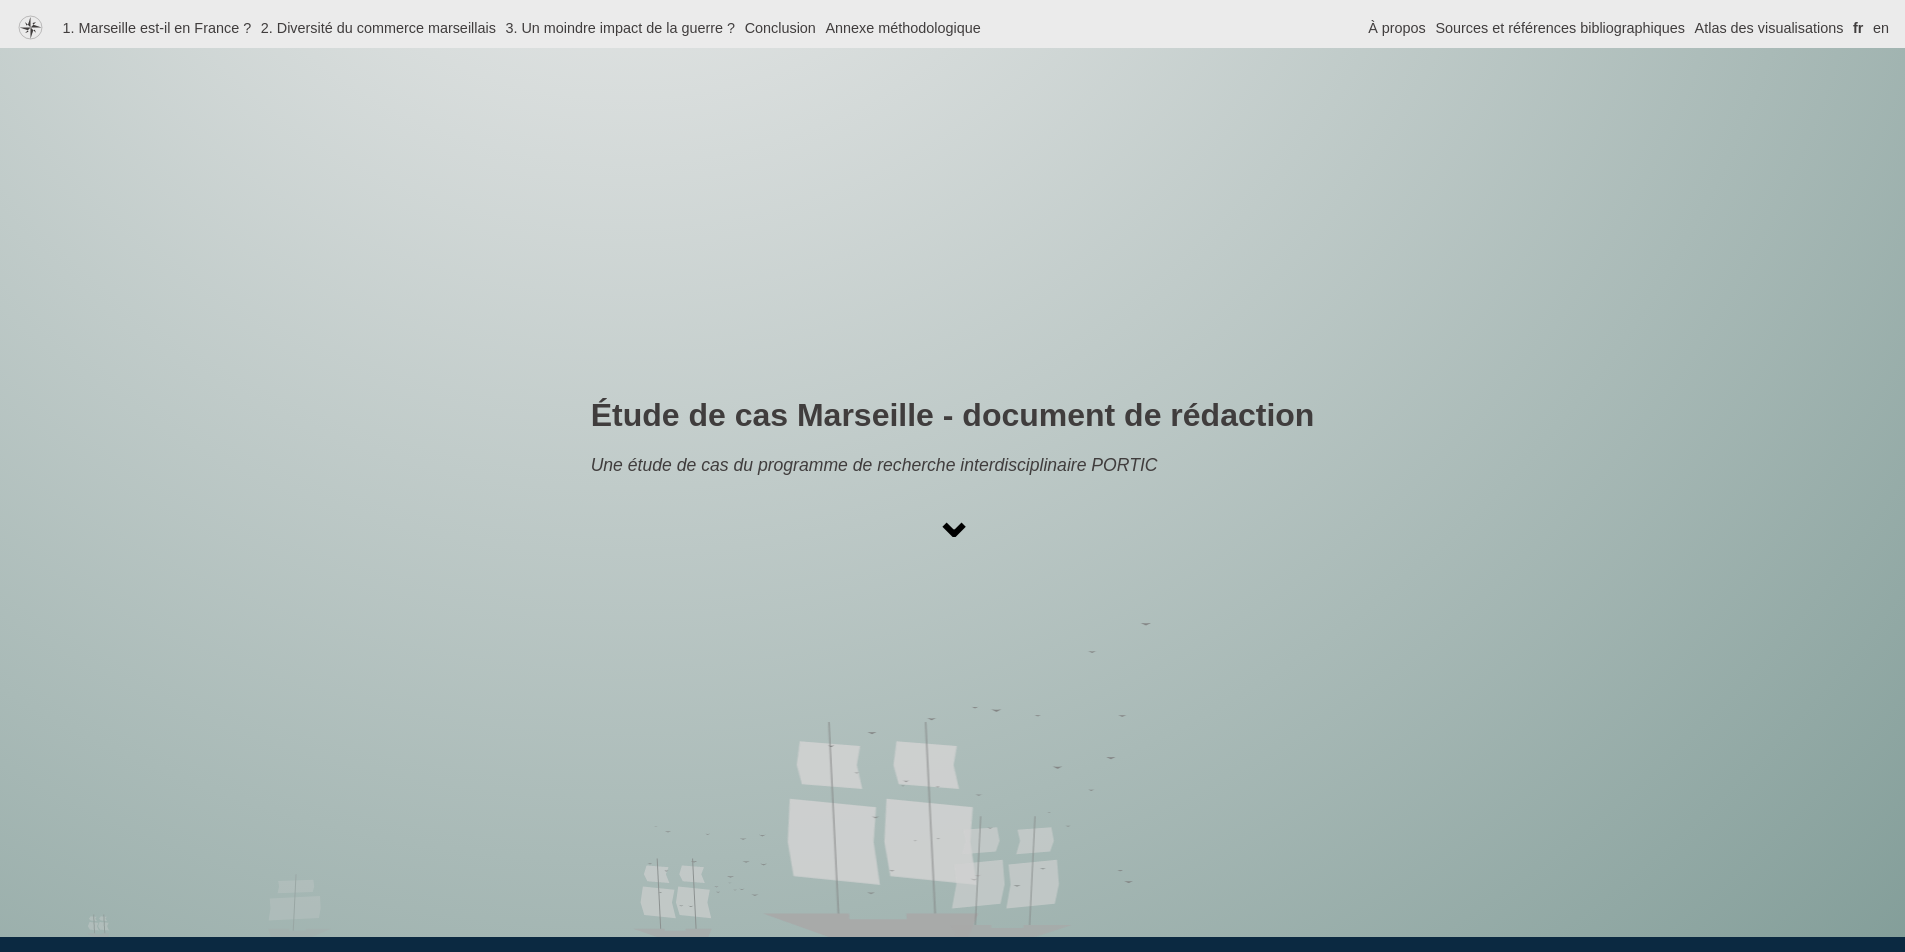 1. Marseille est-il en France ? 2. Diversité du commerce marseillais 3. Un moindre impact de la guerre ? Conclusion Annexe méthodologique À propos Sources et références bibliographiques Atlas des visualisations fr en
Étude de cas Marseille - document de rédaction
Une étude de cas du programme de recherche interdisciplinaire PORTIC